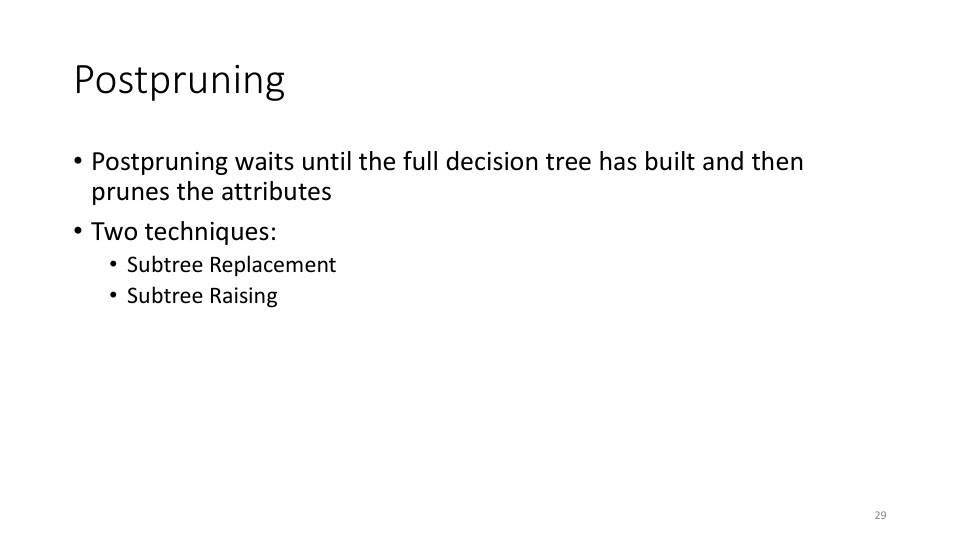 Postpruning
• Postpruning waits until the full decision tree has built and then
prunes the attributes
• Two techniques:
• Subtree Replacement
• Subtree Raising
29